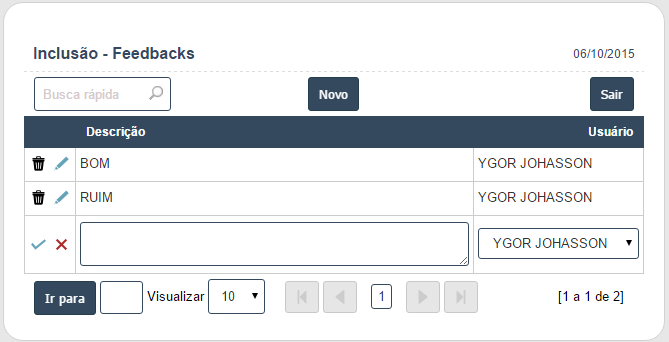 Inclusão - Feedbacks 06/10/2015
Busca rápida Novo Sair
Descrição Usuário
BOM YGOR JOHASSON
RUIM YGOR JOHASSON
YGOR JOHASSON
Ir para Visualizar 10 1 [1 a 1 de 2]